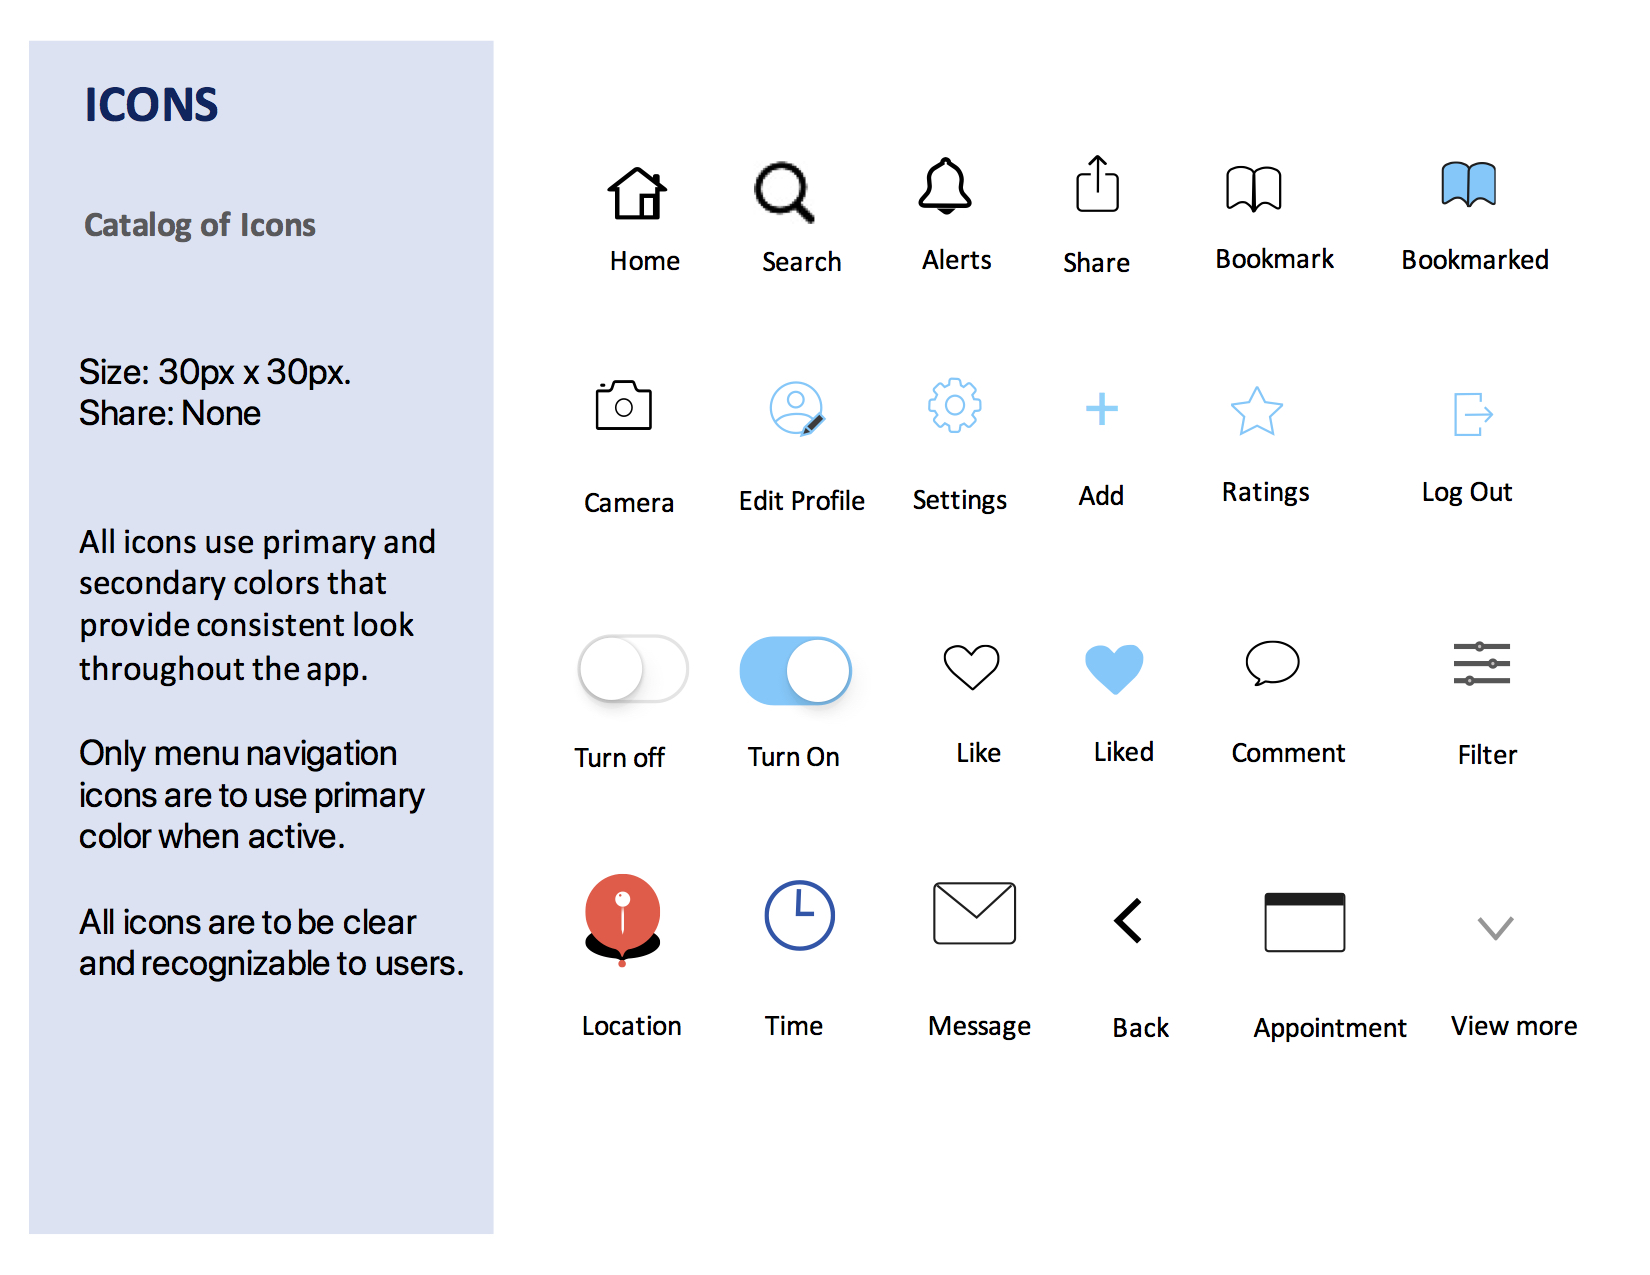 ICONS
Catalog of Icons
Size: 30px x 30px.
Share: None
All icons use primary and
secondary colors that
provide consistent look
throughout the app.
Only menu navigation
icons are to use primary
color when active.
All icons are to be clear
and recognizable to users.
Home
Search
Alerts
Share
Bookmark
Bookmarked
Camera
Edit Profile
Settings
Add
Ratings
Log Out
Turn off
Turn On
Like
Liked
Comment
Filter
Location
Time
Message
Back
Appointment
View more